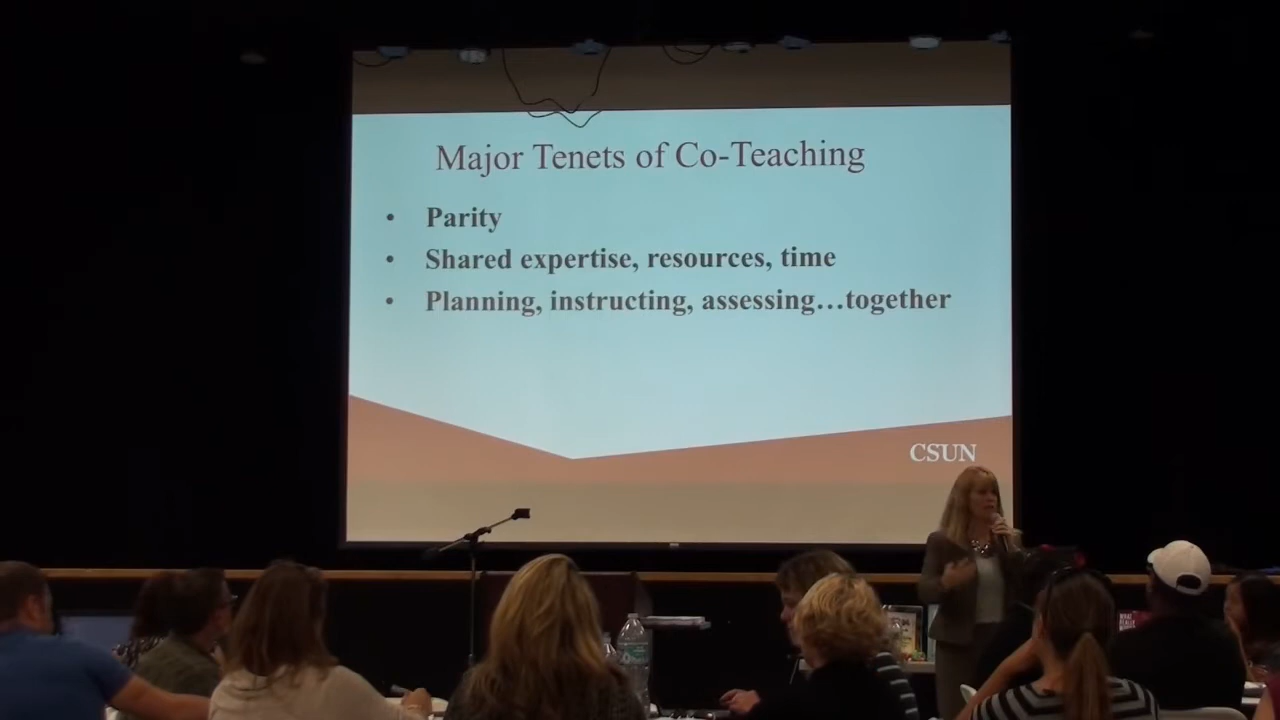 Major Tenets of Co-Teaching
• Parity
• Shared expertise, resources, time
• Planning, instructing, assessing…together
CSUN